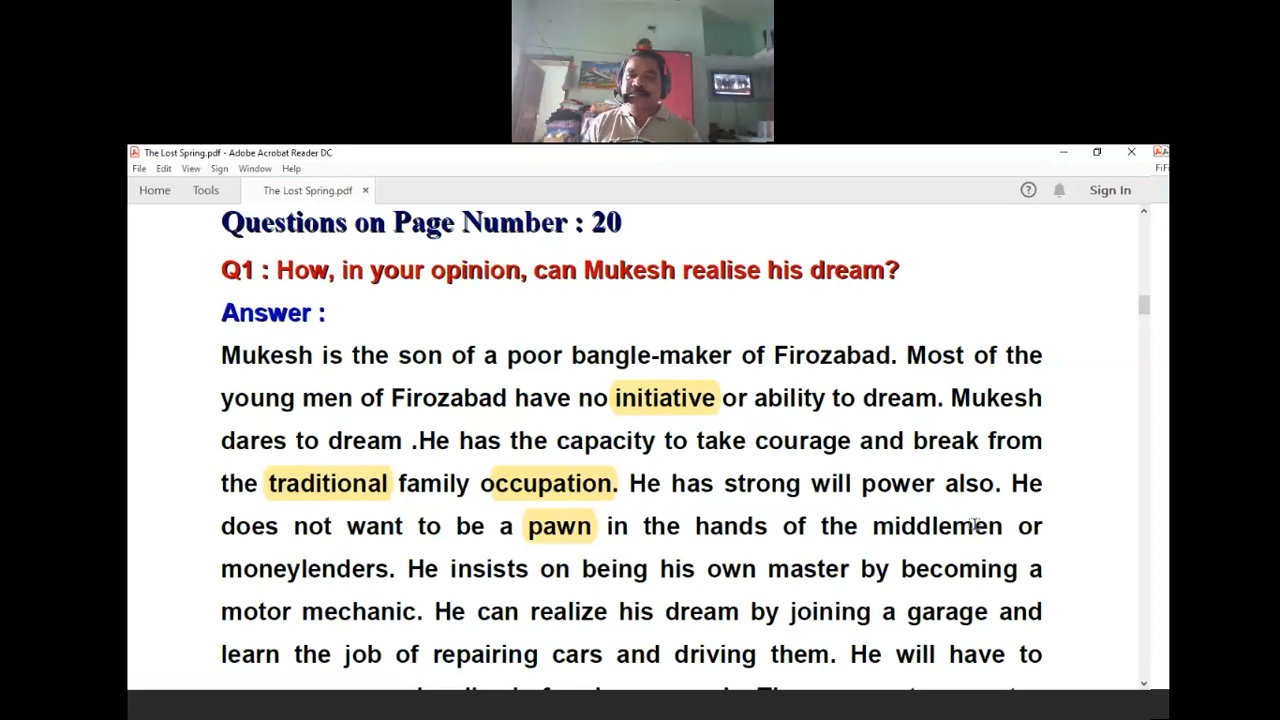 The Lost Spring.pdf - Adobe Acrobat Reader DC
File Edit View Sign Window Help
Home Tools The Lost Spring.pdf × Sign In
Questions on Page Number : 20
Q1 : How, in your opinion, can Mukesh realise his dream?
Answer :
Mukesh is the son of a poor bangle-maker of Firozabad. Most of the
young men of Firozabad have no initiative or ability to dream. Mukesh
dares to dream .He has the capacity to take courage and break from
the traditional family occupation. He has strong will power also. He
does not want to be a pawn in the hands of the middlemen or
moneylenders. He insists on being his own master by becoming a
motor mechanic. He can realize his dream by joining a garage and
learn the job of repairing cars and driving them. He will have to